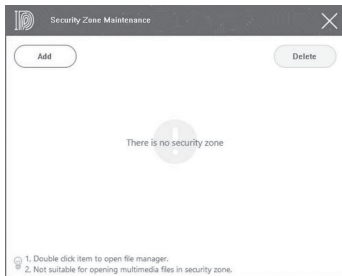 Security Zone Maintenance
Add
Delete
There is no security zone
1. Double click item to open file manager.
2. Not suitable for opening multimedia files in security zone.